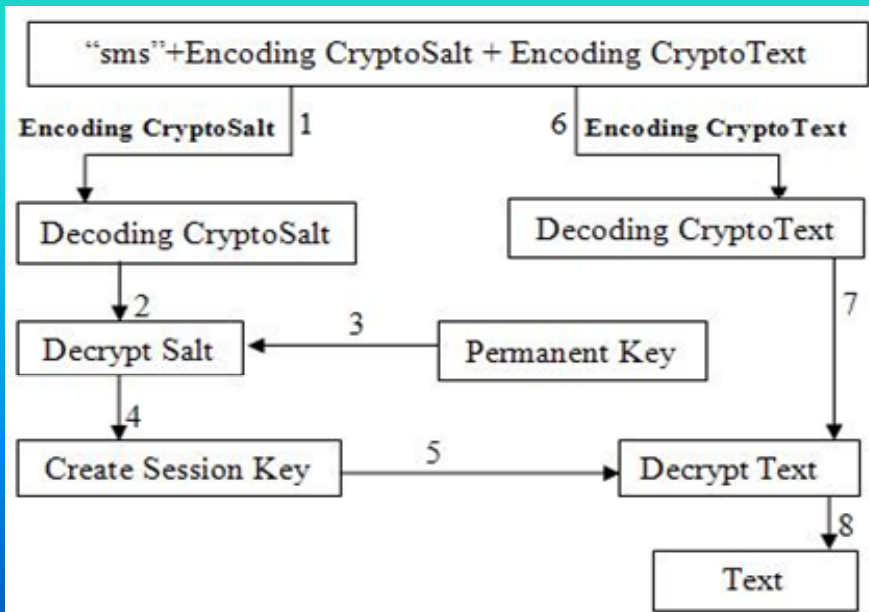 “sms”+Encoding CryptoSalt + Encoding CryptoText
Encoding CryptoSalt 1
6 Encoding CryptoText
Decoding CryptoSalt
Decoding CryptoText
2
7
3
Decrypt Salt
Permanent Key
4
Create Session Key
5
Decrypt Text
8
Text